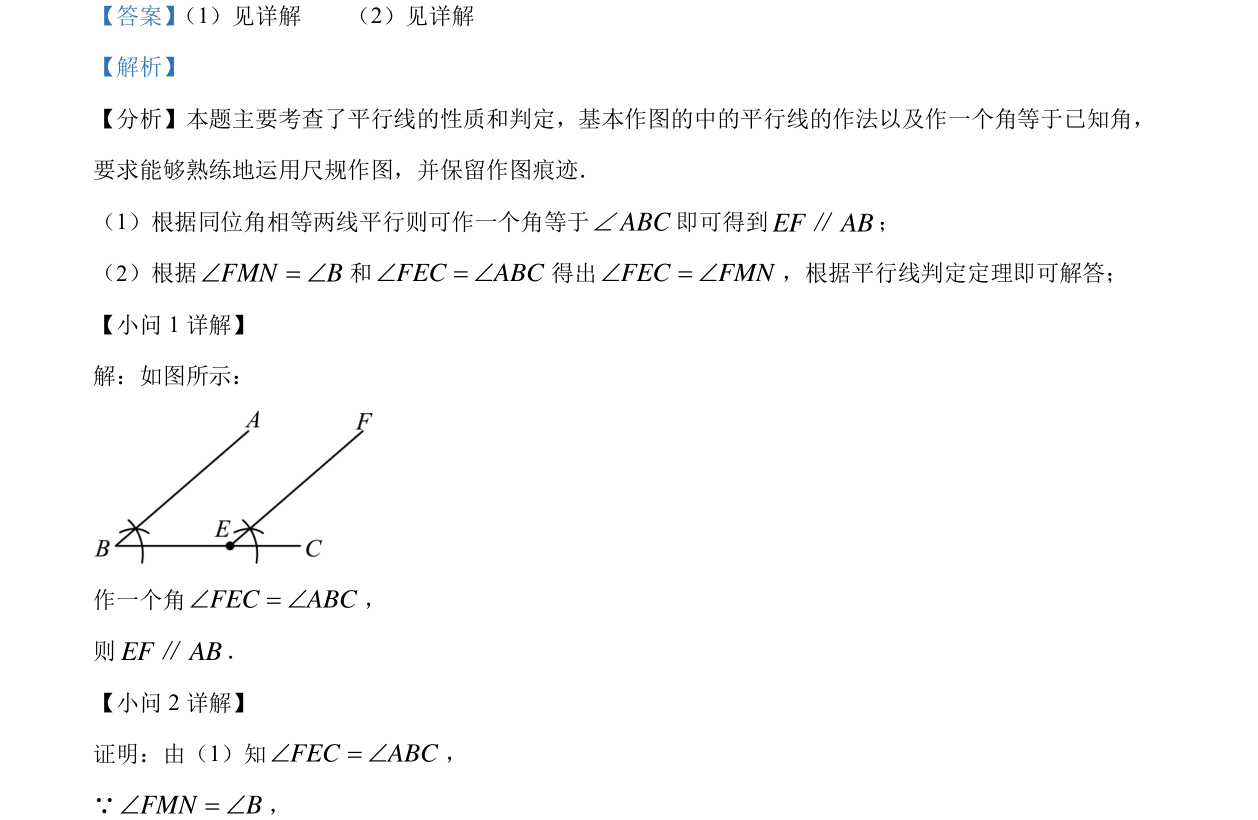 【答案】（1）见详解 （2）见详解
【解析】
【分析】本题主要考查了平行线的性质和判定，基本作图的中的平行线的作法以及作一个角等于已知角，
要求能够熟练地运用尺规作图，并保留作图痕迹．
（1）根据同位角相等两线平行则可作一个角等于∠ABC即可得到EF∥AB；
（2）根据∠FMN=∠B和∠FEC=∠ABC得出∠FEC=∠FMN，根据平行线判定定理即可解答；
【小问1详解】
解：如图所示：
A F
E
B C
作一个角∠FEC=∠ABC，
则EF∥AB．
【小问2详解】
证明：由（1）知∠FEC=∠ABC，
∵∠FMN=∠B，